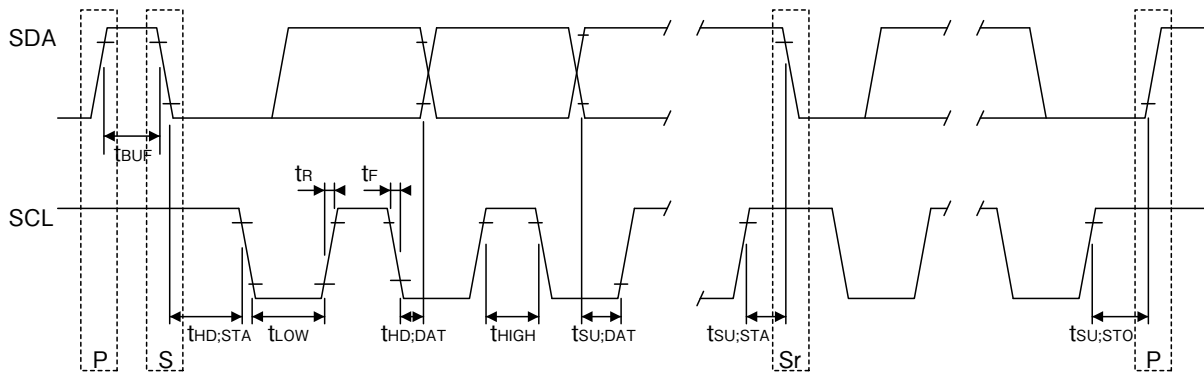 SDA
tBUF
tR
tF
SCL
tHD;STA
tLOW
tHD;DAT
tHIGH
tSU;DAT
tSU;STA
tSU;STO
P
S
Sr
P